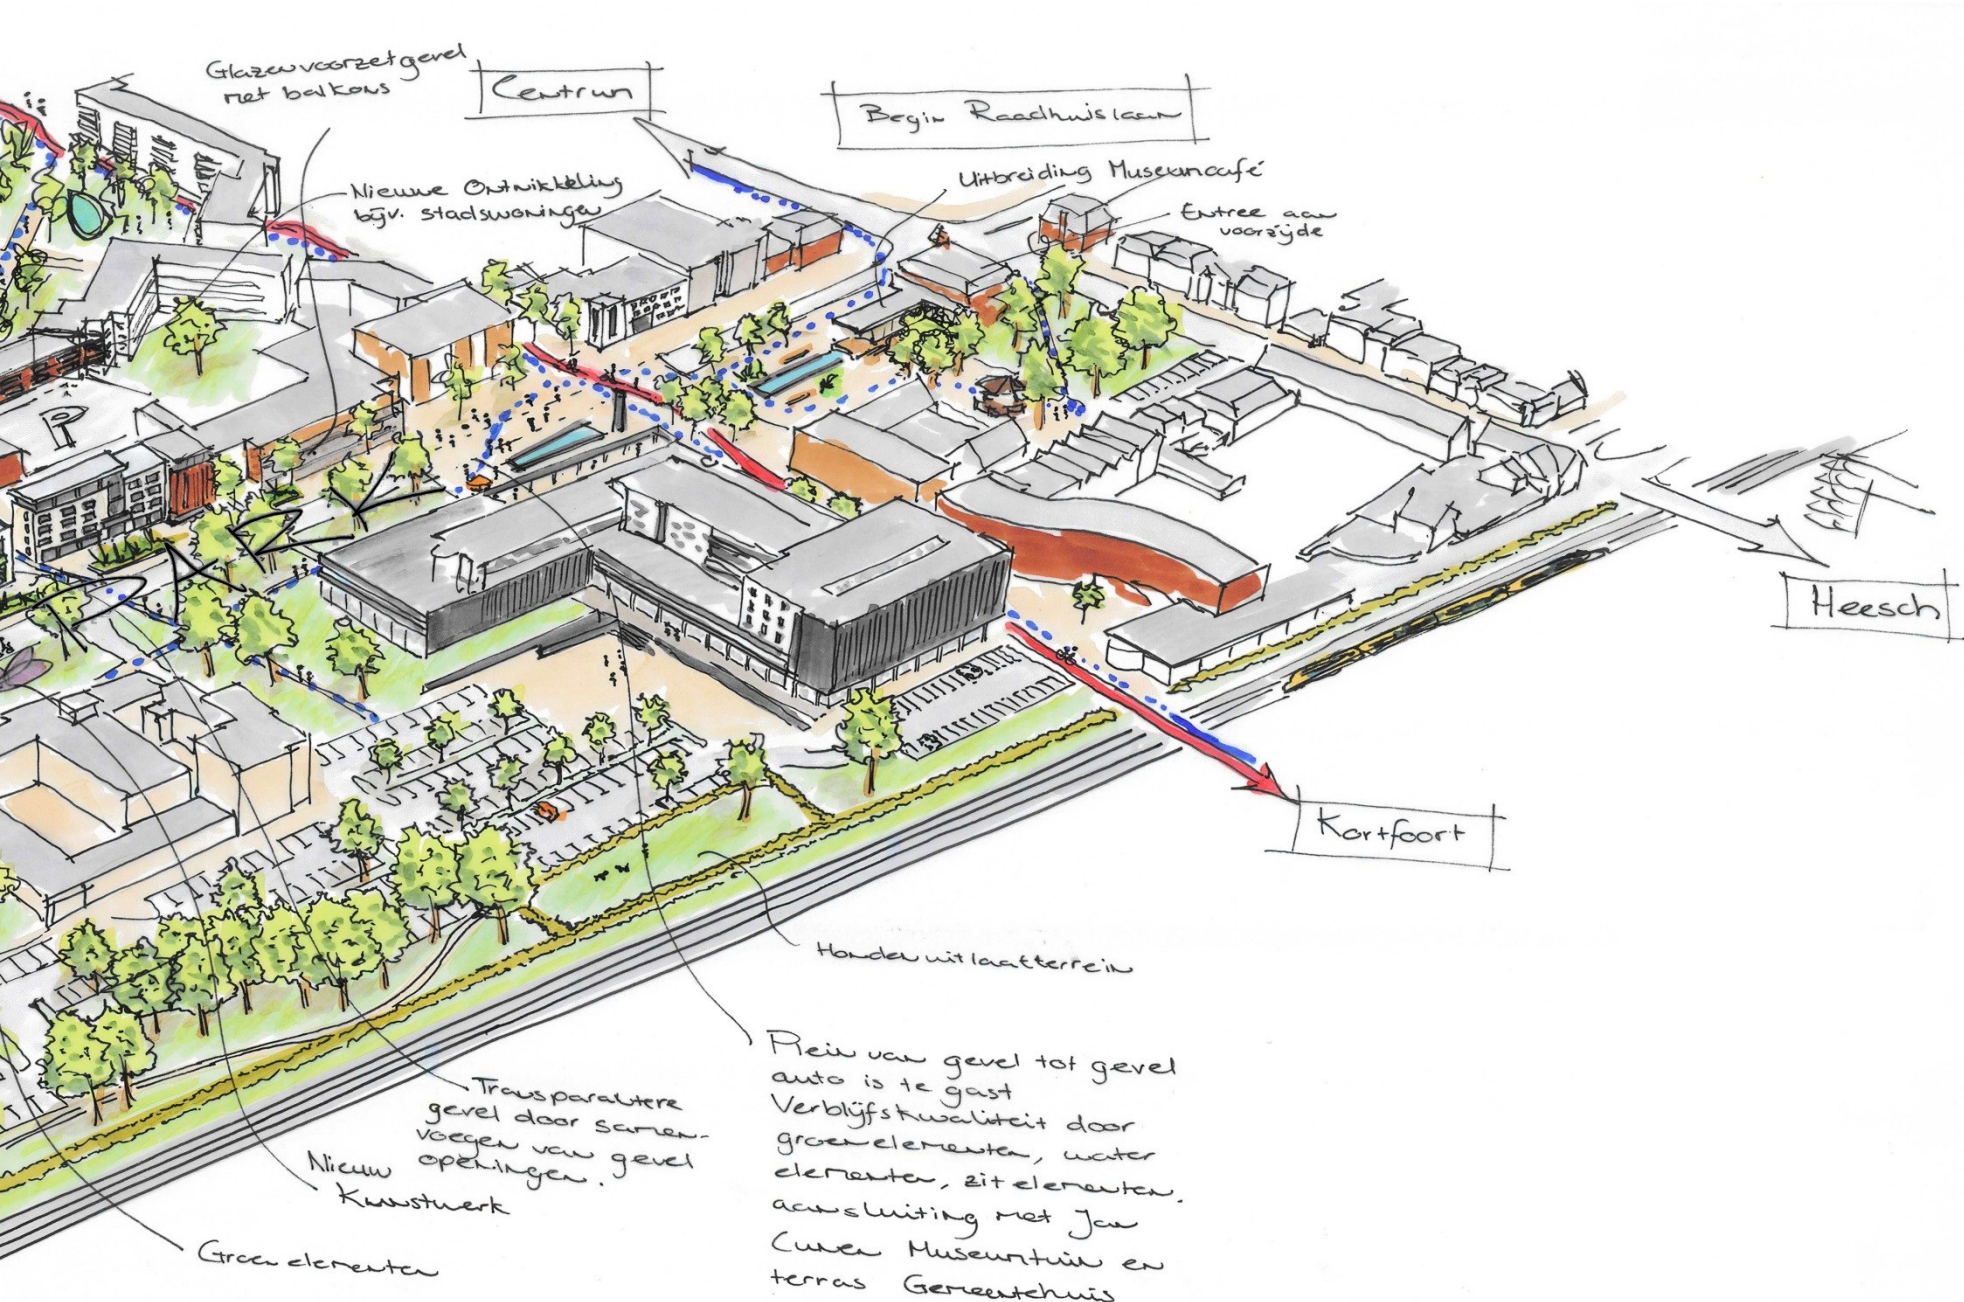 Glazen voorzetgevel
met balkons
Centrum
Begin Raadhuislaan
Nieuwe Ontwikkeling
bijv. stadswoningen
Uitbreiding Museumcafé
Entree aan
voorzijde
PARK
Heesch
Kortfoort
Hondenuitlaatterrein
Plein van gevel tot gevel
auto is te gast
Verblijfskwaliteit door
groenelementen, water
elementen, zitelementen.
aansluiting met Jan
Cunen Museumtuin en
terras Gemeentehuis
Transparantere
gevel door samen-
voegen van gevel
openingen.
Nieuw
Kunstwerk
Groenelementen